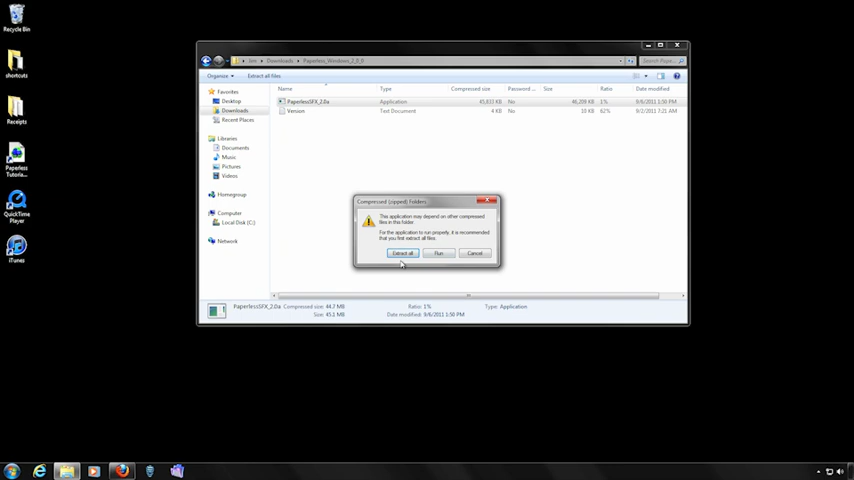 Recycle Bin
shortcuts
Receipts
Paperless
Tutoria...
QuickTime
Player
iTunes
Downloads
Paperless_Windows_2_0_0
Organize
Extract all files
Favorites
Desktop
Downloads
Recent Places
Libraries
Documents
Music
Pictures
Videos
Homegroup
Computer
Local Disk (C:)
Network
Name Type Compressed size Password ... Size Ratio Date modified
PaperlessSFX_2.0a Application 45,833 KB No 46,209 KB 1% 9/6/2011 1:50 PM
Version Text Document 4 KB No 10 KB 62% 9/2/2011 7:21 AM
Compressed (zipped) Folders
This application may depend on other compressed
files in this folder.
For the application to run properly, it is recommended
that you first extract all files.
Extract all Run Cancel
PaperlessSFX_2.0a Compressed size: 44.7 MB Ratio: 1% Type: Application
Size: 45.1 MB Date modified: 9/6/2011 1:50 PM